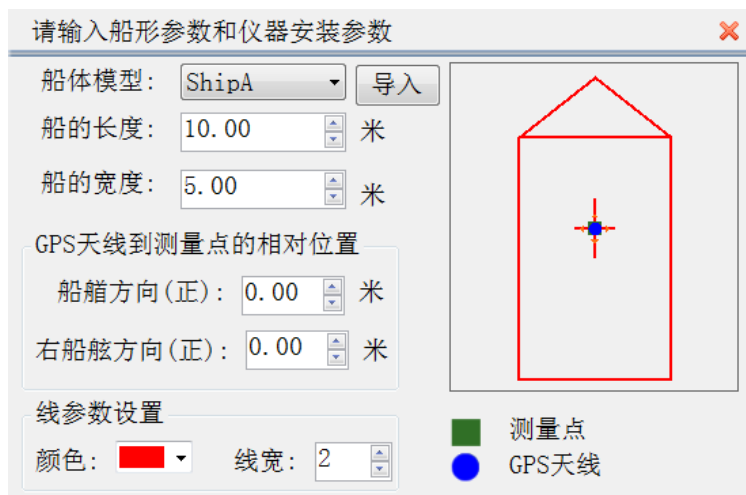 请输入船形参数和仪器安装参数
船体模型: ShipA 导入
船的长度: 10.00 米
船的宽度: 5.00 米
GPS天线到测量点的相对位置
船艏方向(正): 0.00 米
右船舷方向(正): 0.00 米
线参数设置
颜色: 线宽: 2
测量点
GPS天线